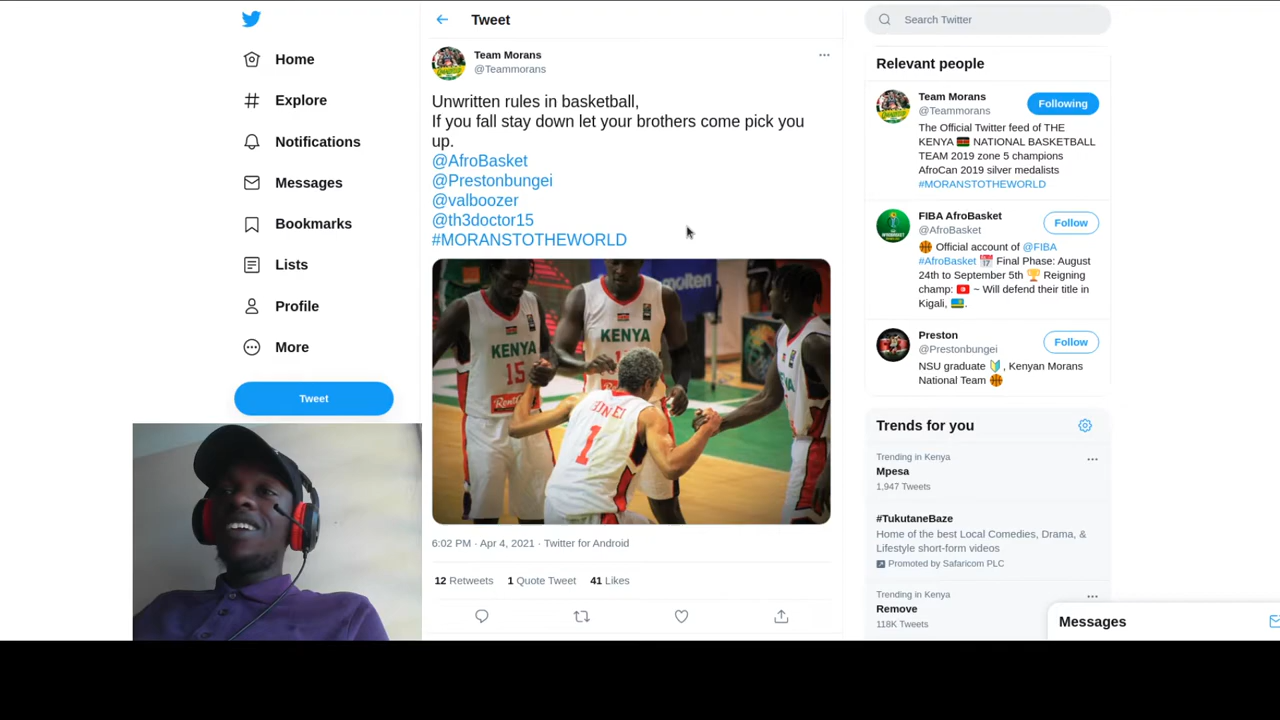 Home
Explore
Notifications
Messages
Bookmarks
Lists
Profile
More
Tweet
Tweet
Team Morans
@Teammorans
Unwritten rules in basketball,
If you fall stay down let your brothers come pick you
up.
@AfroBasket
@Prestonbungei
@valboozer
@th3doctor15
#MORANSTOTHEWORLD
molten
KENYA
15
KENYA
1
6:02 PM · Apr 4, 2021 · Twitter for Android
12 Retweets 1 Quote Tweet 41 Likes
Search Twitter
Relevant people
Team Morans
@Teammorans
Following
The Official Twitter feed of THE
KENYA 🇰🇪 NATIONAL BASKETBALL
TEAM 2019 zone 5 champions
AfroCan 2019 silver medalists
#MORANSTOTHEWORLD
FIBA AfroBasket
@AfroBasket
Follow
🏀 Official account of @FIBA
#AfroBasket 📅 Final Phase: August
24th to September 5th 🏆 Reigning
champ: 🇹🇳 ~ Will defend their title in
Kigali, 🇷🇼.
Preston
@Prestonbungei
Follow
NSU graduate 🔰, Kenyan Morans
National Team 🏀
Trends for you
Trending in Kenya
Mpesa
1,947 Tweets
#TukutaneBaze
Home of the best Local Comedies, Drama, &
Lifestyle short-form videos
Promoted by Safaricom PLC
Trending in Kenya
Remove
118K Tweets
Messages